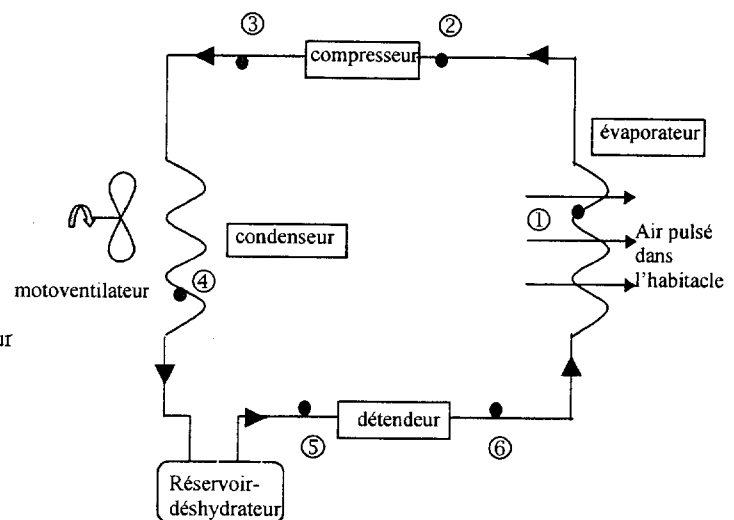 ③
②
compresseur
évaporateur
①
Air pulsé
dans
l'habitacle
condenseur
④
motoventilateur
ur
détendeur
⑤
⑥
Réservoir-
déshydrateur